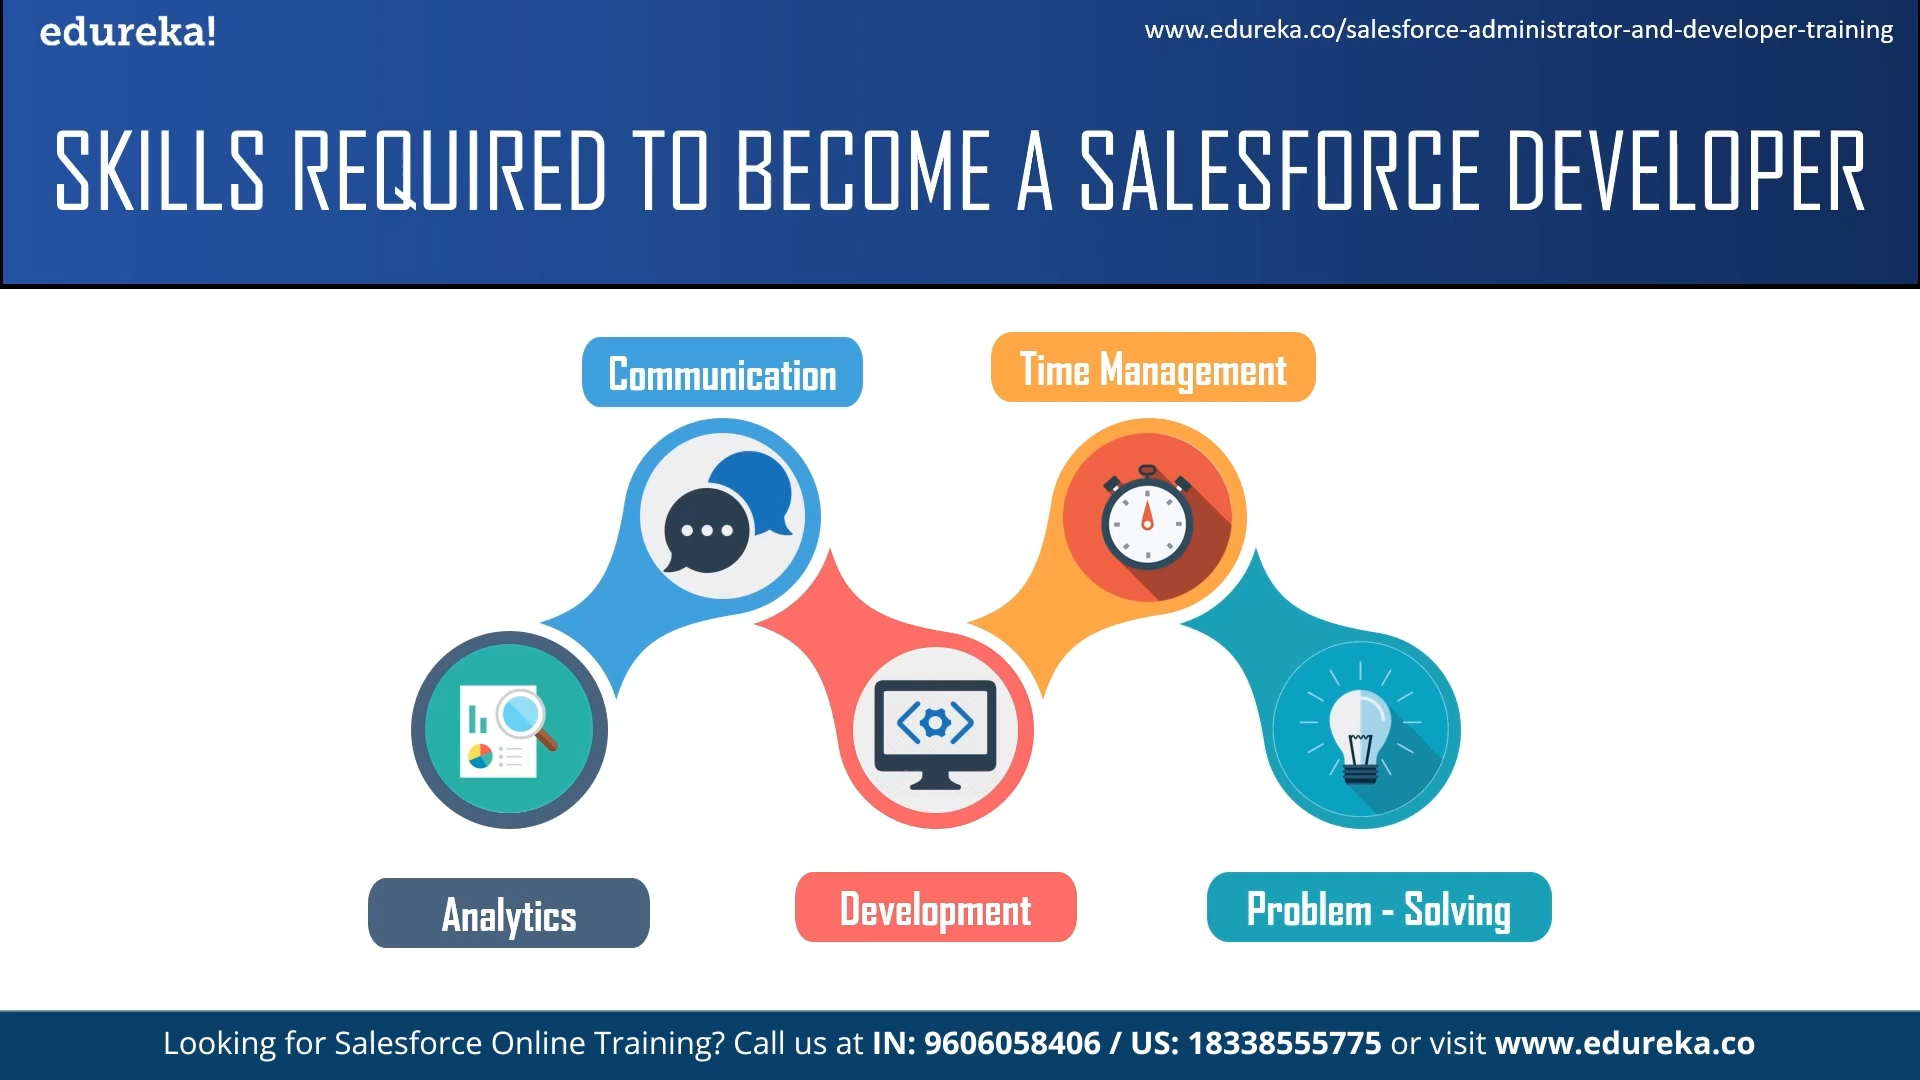 edureka!
www.edureka.co/salesforce-administrator-and-developer-training
SKILLS REQUIRED TO BECOME A SALESFORCE DEVELOPER
Communication
Time Management
Analytics
Development
Problem - Solving
Looking for Salesforce Online Training? Call us at IN: 9606058406 / US: 18338555775 or visit www.edureka.co